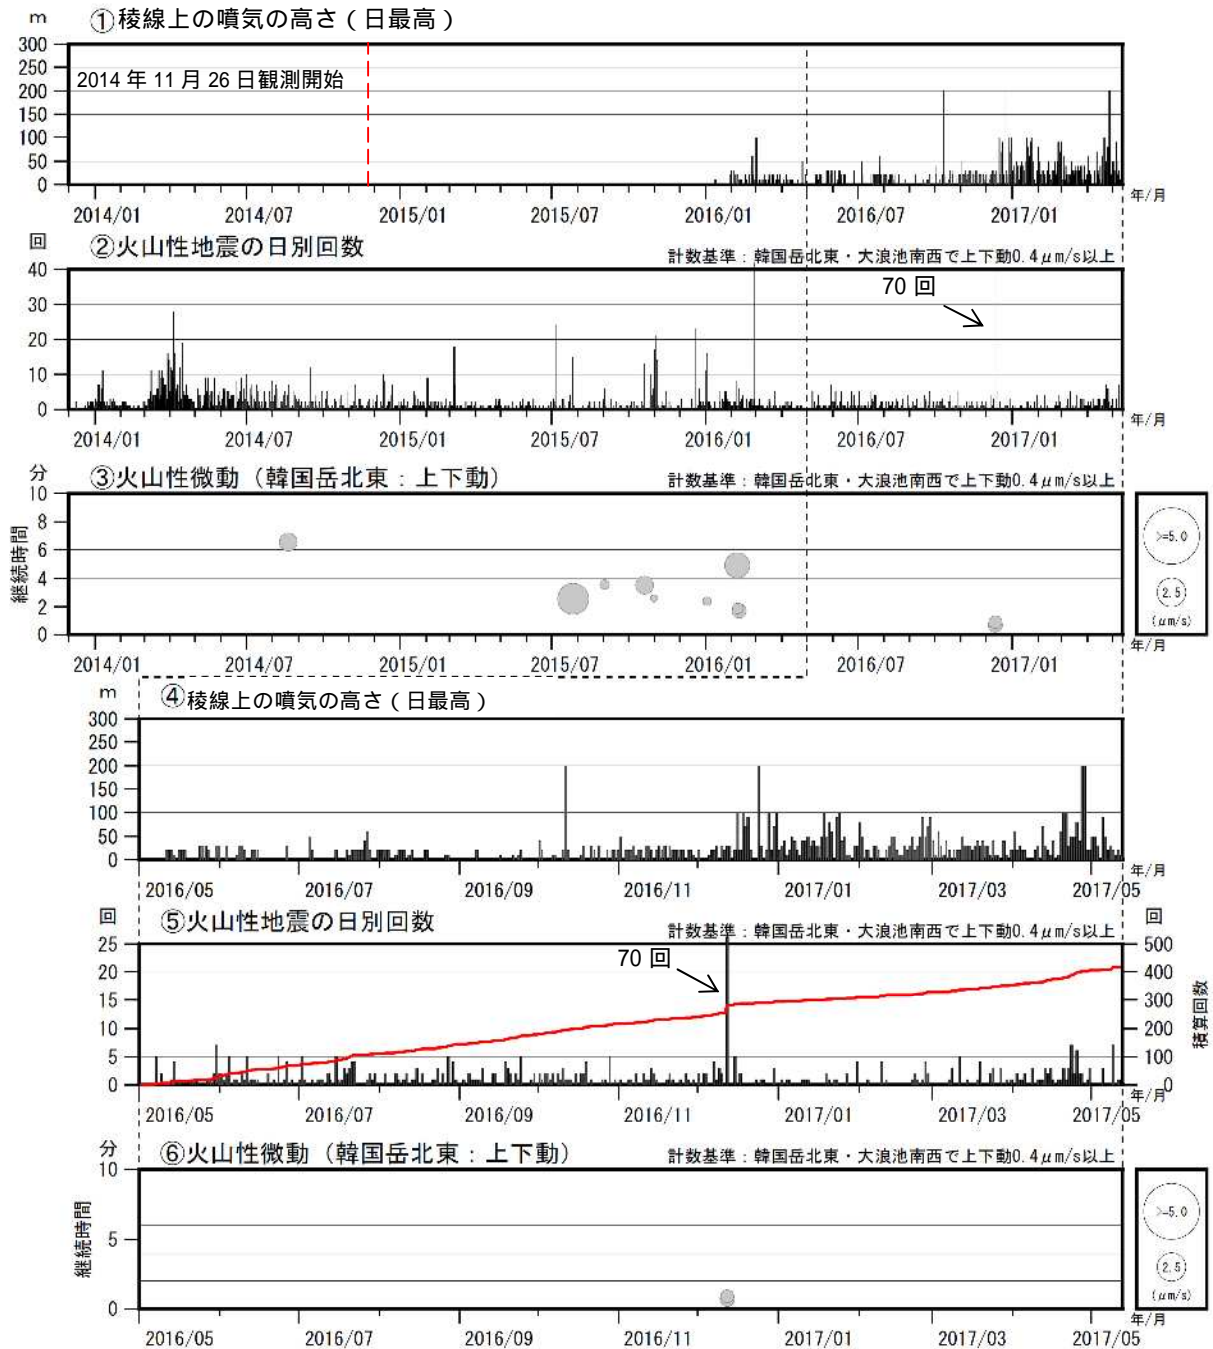 m ①稜線上の噴気の高さ（日最高）
300
250
200
150
100
50
0
2014年11月26日観測開始
2014/01 2014/07 2015/01 2015/07 2016/01 2016/07 2017/01 年/月
回 ②火山性地震の日別回数 計数基準：韓国岳北東・大浪池南西で上下動0.4μm/s以上
40
30
20
10
0
70回
2014/01 2014/07 2015/01 2015/07 2016/01 2016/07 2017/01 年/月
分 ③火山性微動（韓国岳北東：上下動） 計数基準：韓国岳北東・大浪池南西で上下動0.4μm/s以上
継続時間
10
8
6
4
2
0
>=5.0
2.5
(μm/s)
2014/01 2014/07 2015/01 2015/07 2016/01 2016/07 2017/01 年/月
m ④稜線上の噴気の高さ（日最高）
300
250
200
150
100
50
0
2016/05 2016/07 2016/09 2016/11 2017/01 2017/03 2017/05 年/月
回 ⑤火山性地震の日別回数 計数基準：韓国岳北東・大浪池南西で上下動0.4μm/s以上 回
25
20
15
10
5
0
70回
500
400
300
200
100
0
積算回数
2016/05 2016/07 2016/09 2016/11 2017/01 2017/03 2017/05 年/月
分 ⑥火山性微動（韓国岳北東：上下動） 計数基準：韓国岳北東・大浪池南西で上下動0.4μm/s以上
継続時間
10
5
0
>=5.0
2.5
(μm/s)
2016/05 2016/07 2016/09 2016/11 2017/01 2017/03 2017/05 年/月